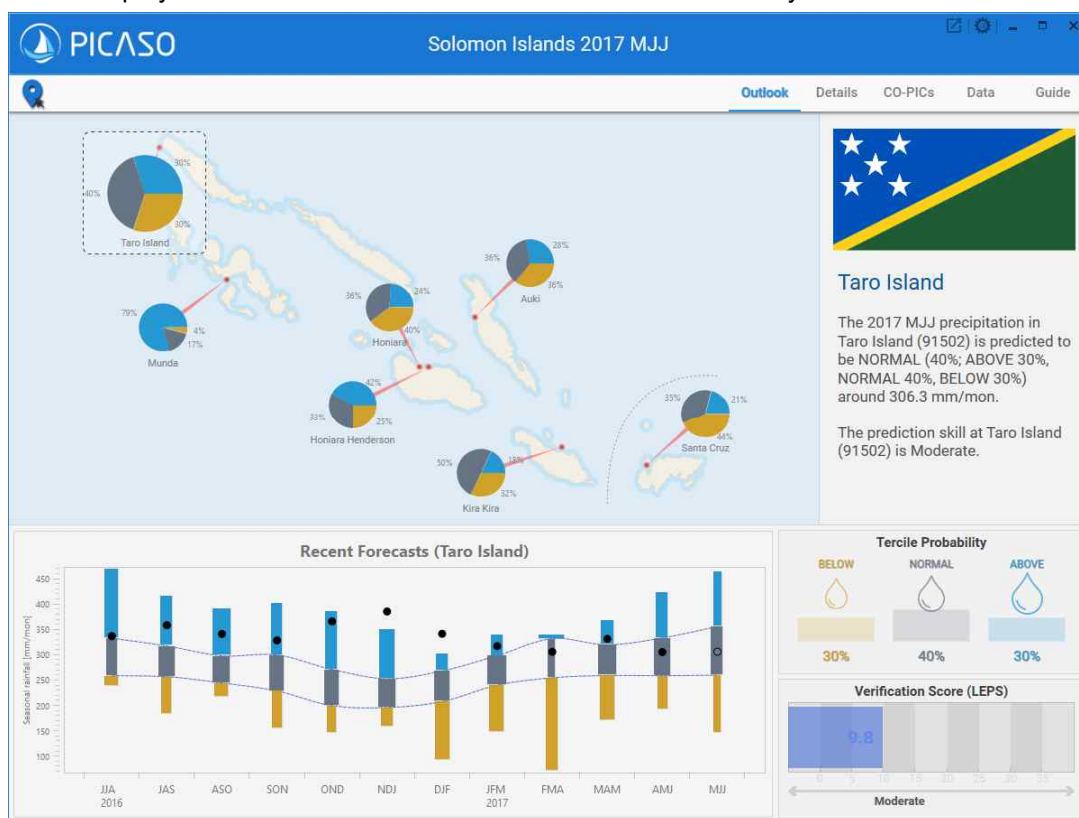 PICASO
Solomon Islands 2017 MJJ
Outlook
Details
CO-PICs
Data
Guide
30%
40%
30%
Taro Island
79%
4%
17%
Munda
36%
24%
40%
Honiara
36%
28%
36%
Auki
42%
33%
25%
Honiara Henderson
50%
18%
32%
Kira Kira
35%
21%
44%
Santa Cruz
Taro Island
The 2017 MJJ precipitation in
Taro Island (91502) is predicted to
be NORMAL (40%; ABOVE 30%,
NORMAL 40%, BELOW 30%)
around 306.3 mm/mon.
The prediction skill at Taro Island
(91502) is Moderate.
Recent Forecasts (Taro Island)
Seasonal rainfall [mm/mon]
450
400
350
300
250
200
150
100
JJA JAS ASO SON OND NDJ DJF JFM FMA MAM AMJ MJJ
2016 2017
Tercile Probability
BELOW NORMAL ABOVE
30% 40% 30%
Verification Score (LEPS)
9.8
0 5 10 15 20 25 30 35
Moderate